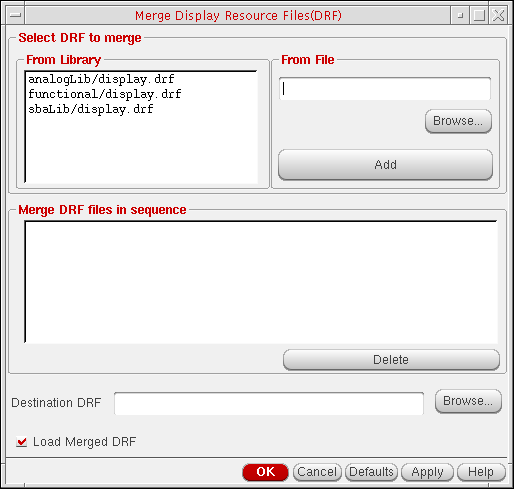 Merge Display Resource Files(DRF)
Select DRF to merge
From Library
From File
analogLib/display.drf
functional/display.drf
sbaLib/display.drf
Browse...
Add
Merge DRF files in sequence
Delete
Destination DRF
Browse...
Load Merged DRF
OK
Cancel
Defaults
Apply
Help